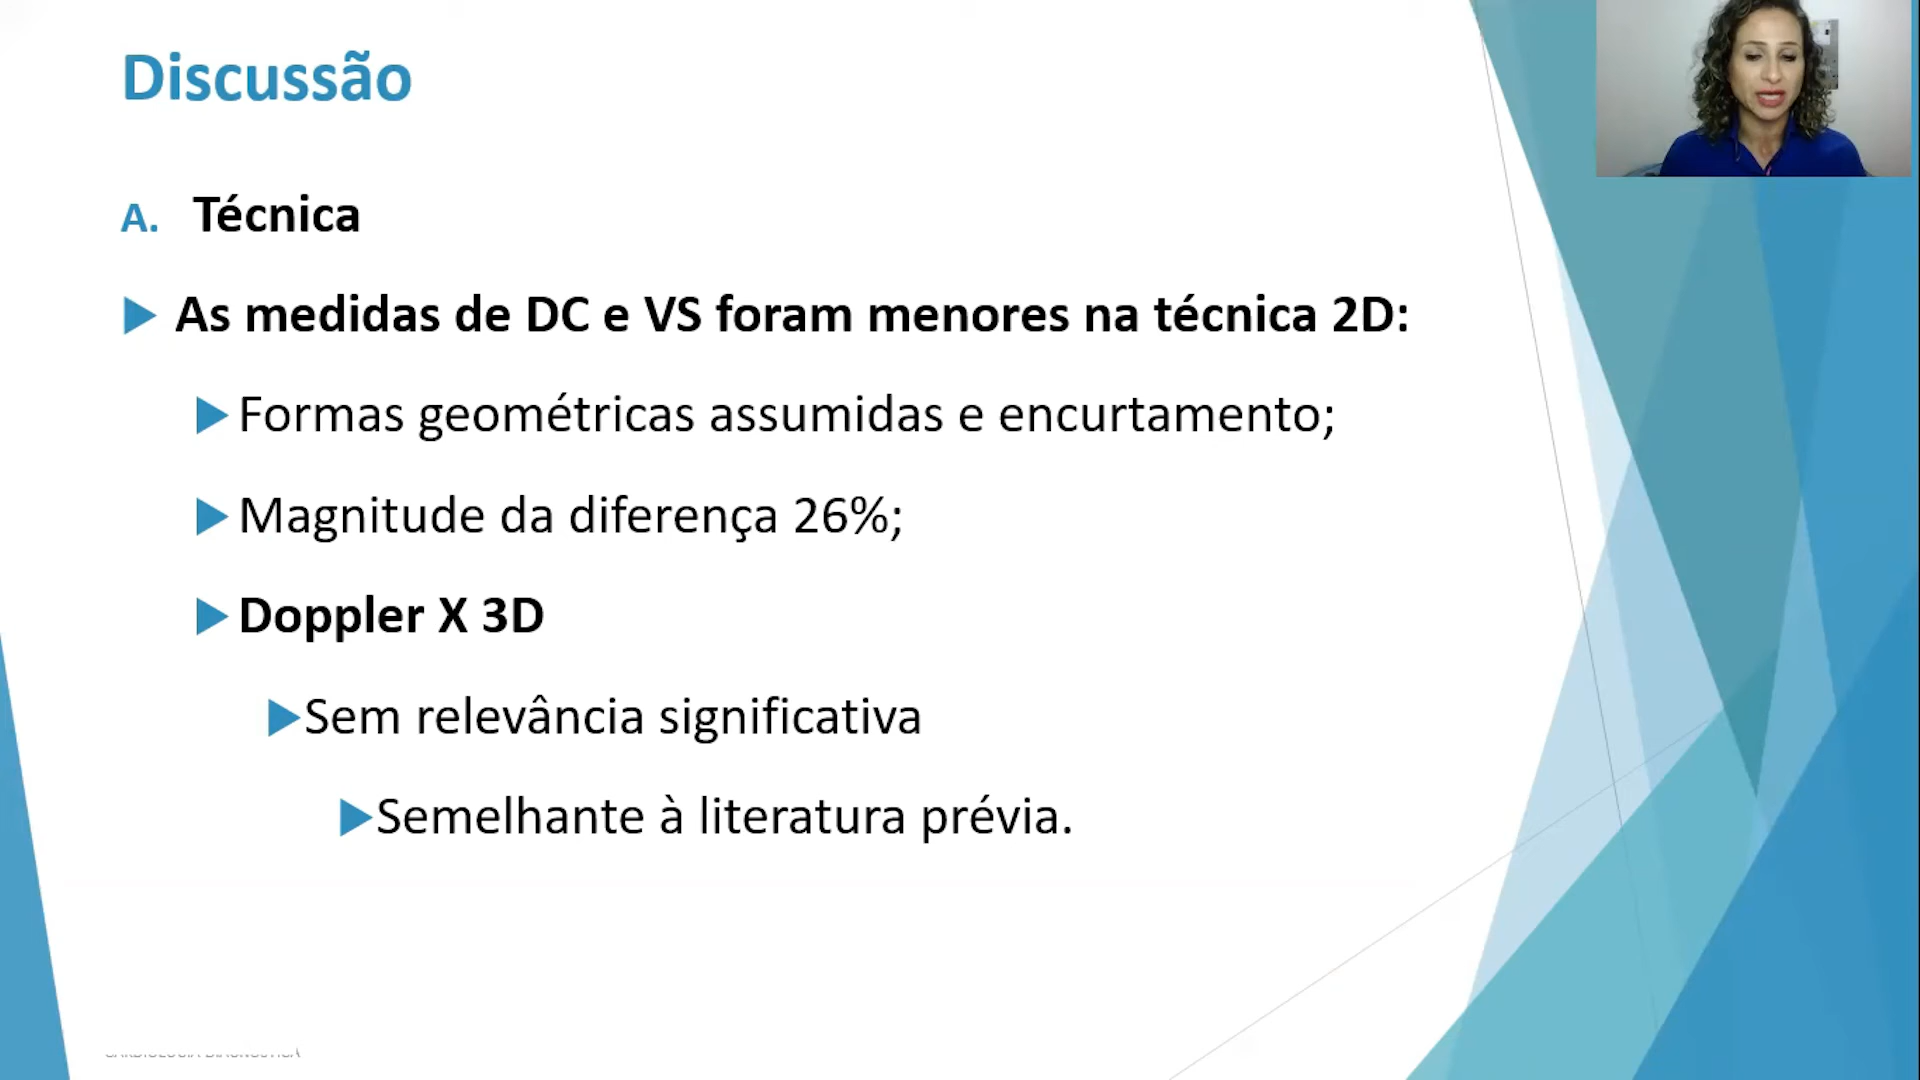 Discussão
A. Técnica
As medidas de DC e VS foram menores na técnica 2D:
Formas geométricas assumidas e encurtamento;
Magnitude da diferença 26%;
Doppler X 3D
Sem relevância significativa
Semelhante à literatura prévia.